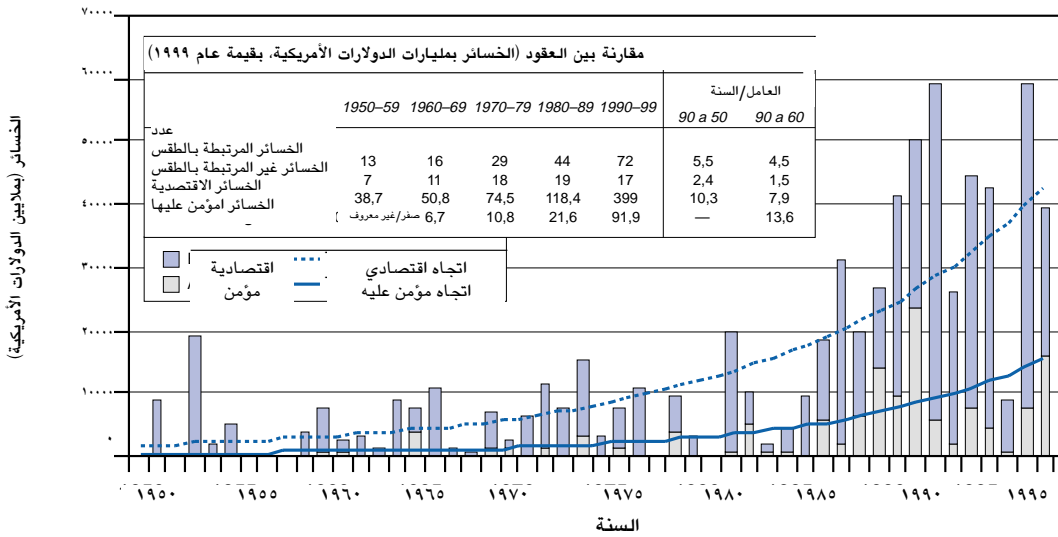 ٧٠٠٠٠
٦٠٠٠٠
٥٠٠٠٠
٤٠٠٠٠
٣٠٠٠٠
٢٠٠٠٠
١٠٠٠٠
٠
الخسائر (بملايين الدولارات الأمريكية)
مقارنة بين العقود (الخسائر بمليارات الدولارات الأمريكية، بقيمة عام ١٩٩٩)
العامل/السنة
1950–59 1960–69 1970–79 1980–89 1990–99 90 a 50 90 a 60
عدد
الخسائر المرتبطة بالطقس
الخسائر غير المرتبطة بالطقس 13 16 29 44 72 5,5 4,5
الخسائر الاقتصدية 7 11 18 19 17 2,4 1,5
الخسائر امؤمن عليها 38,7 50,8 74,5 118,4 399 10,3 7,9
صفر/غير معروف 6,7 10,8 21,6 91,9 — 13,6
اقتصادية اتجاه اقتصادي
مؤمن اتجاه مؤمن عليه
١٩٥٠ ١٩٥٥ ١٩٦٠ ١٩٦٥ ١٩٧٠ ١٩٧٥ ١٩٨٠ ١٩٨٥ ١٩٩٠ ١٩٩٥
السنة